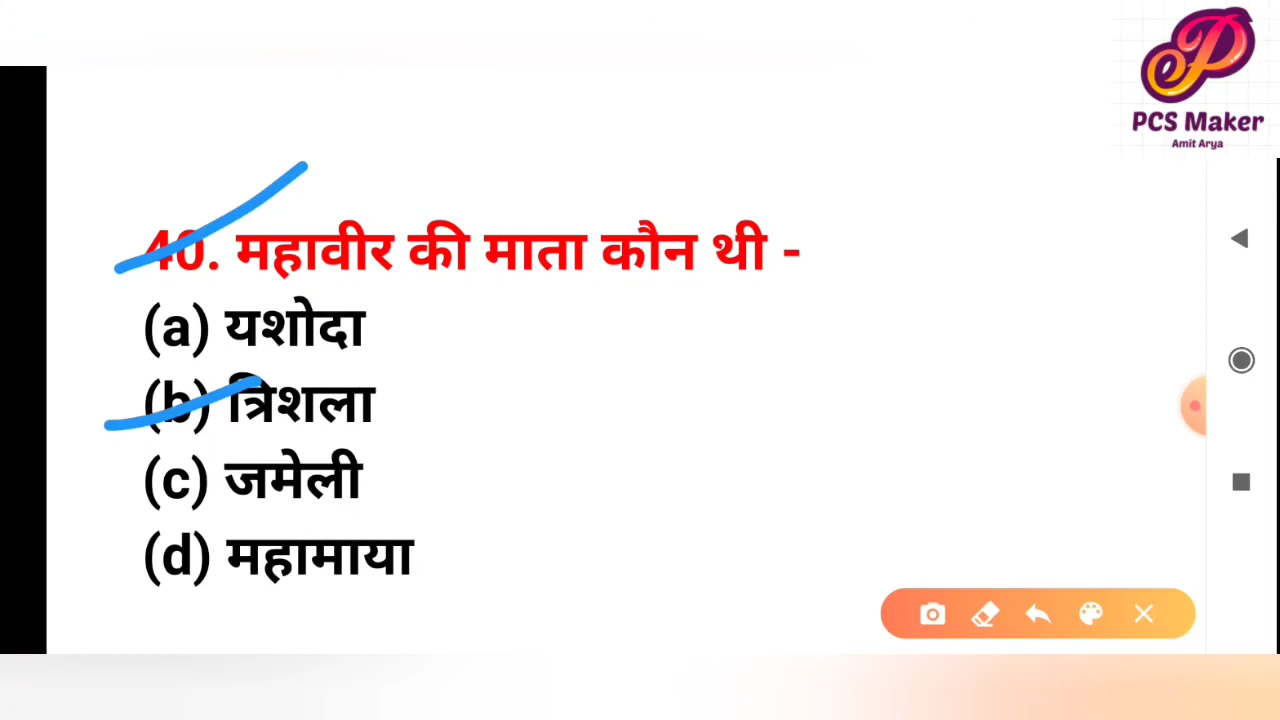 PCS Maker
Amit Arya
40. महावीर की माता कौन थी -
(a) यशोदा
(b) त्रिशला
(c) जमेली
(d) महामाया